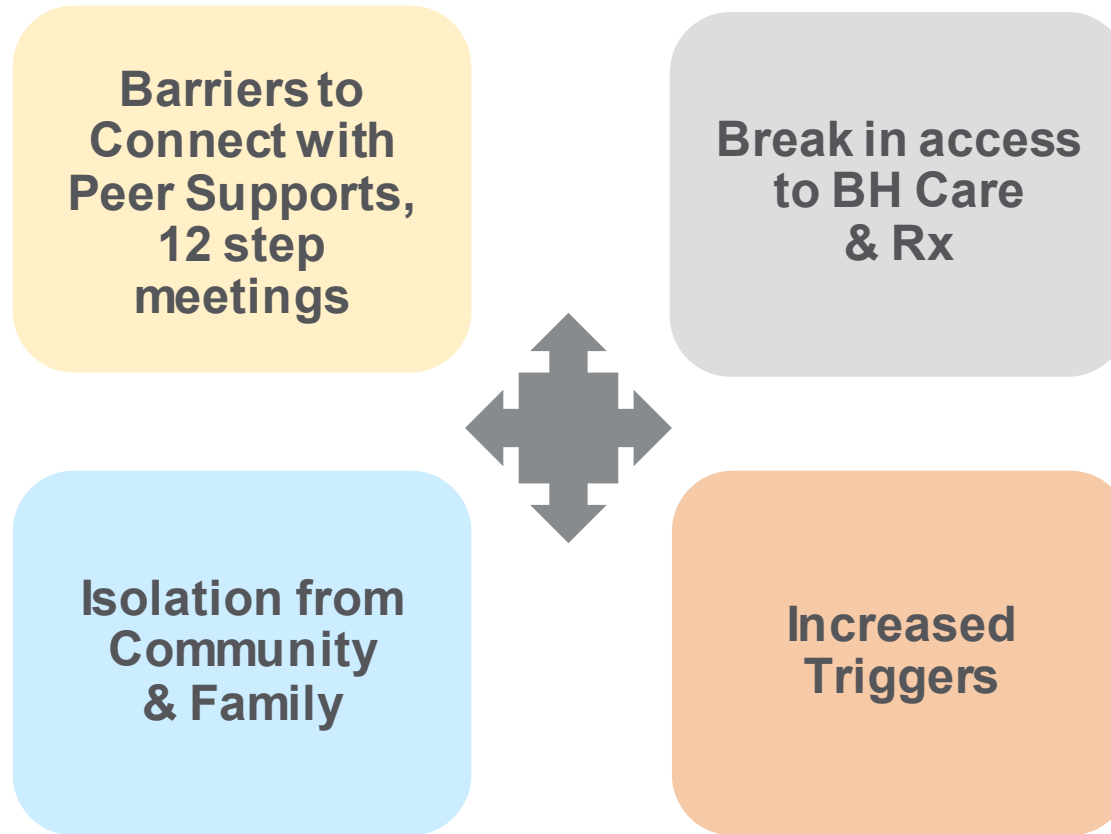 Barriers to
Connect with
Peer Supports,
12 step
meetings
Break in access
to BH Care
& Rx
Isolation from
Community
& Family
Increased
Triggers